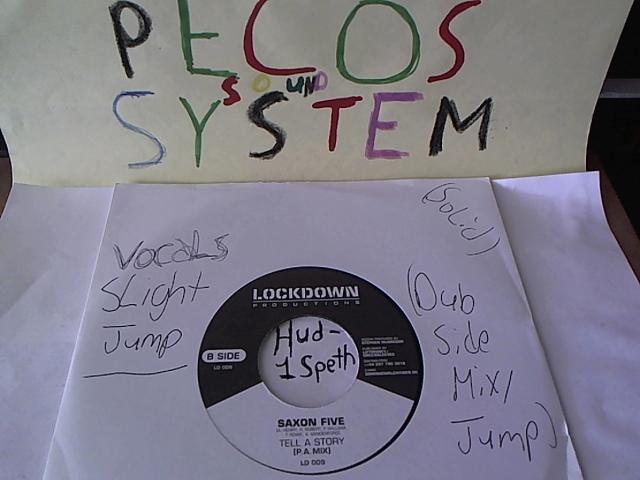 PECOS
SOUND
SYSTEM
(Solid)
Vocals
SLight
Jump
(Dub
Side
Mix/
Jump)
LOCKDOWN
PRODUCTIONS
Hud-
1 Speth
B SIDE
LD 009
SAXON FIVE
TELL A STORY
[P.A. MIX]
LD 009